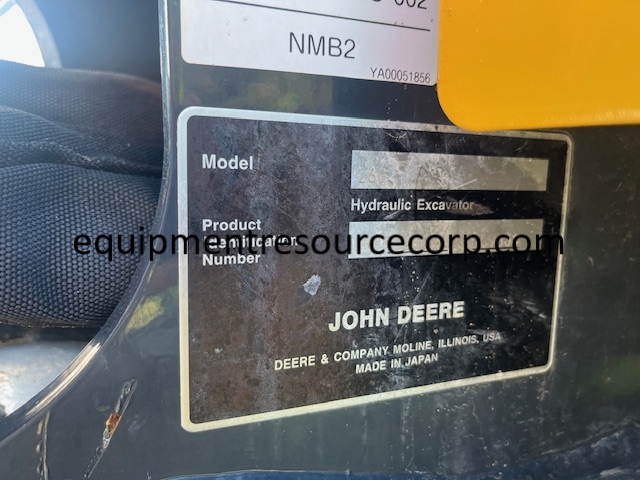 002
NMB2
YA00051856
Model
Hydraulic Excavator
Product
Identification
Number
equipmentresourcecorp.com
JOHN DEERE
DEERE & COMPANY MOLINE, ILLINOIS, USA
MADE IN JAPAN